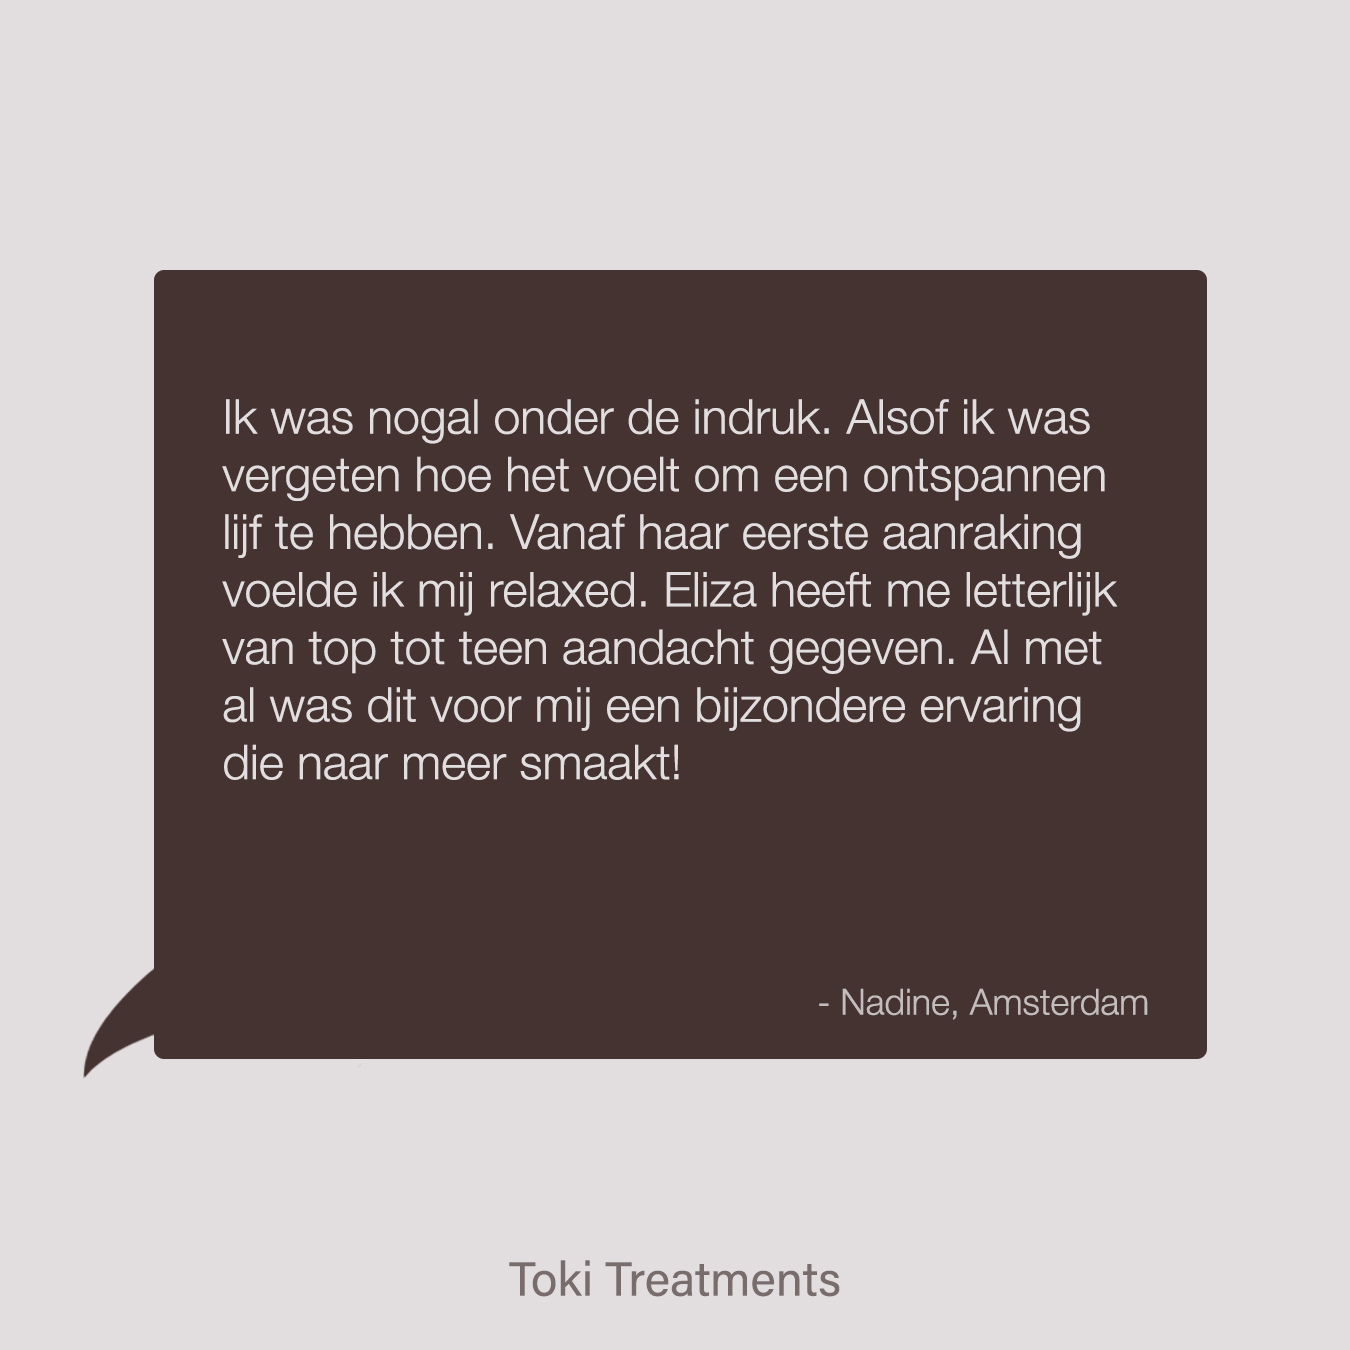 Ik was nogal onder de indruk. Alsof ik was
vergeten hoe het voelt om een ontspannen
lijf te hebben. Vanaf haar eerste aanraking
voelde ik mij relaxed. Eliza heeft me letterlijk
van top tot teen aandacht gegeven. Al met
al was dit voor mij een bijzondere ervaring
die naar meer smaakt!
- Nadine, Amsterdam
Toki Treatments